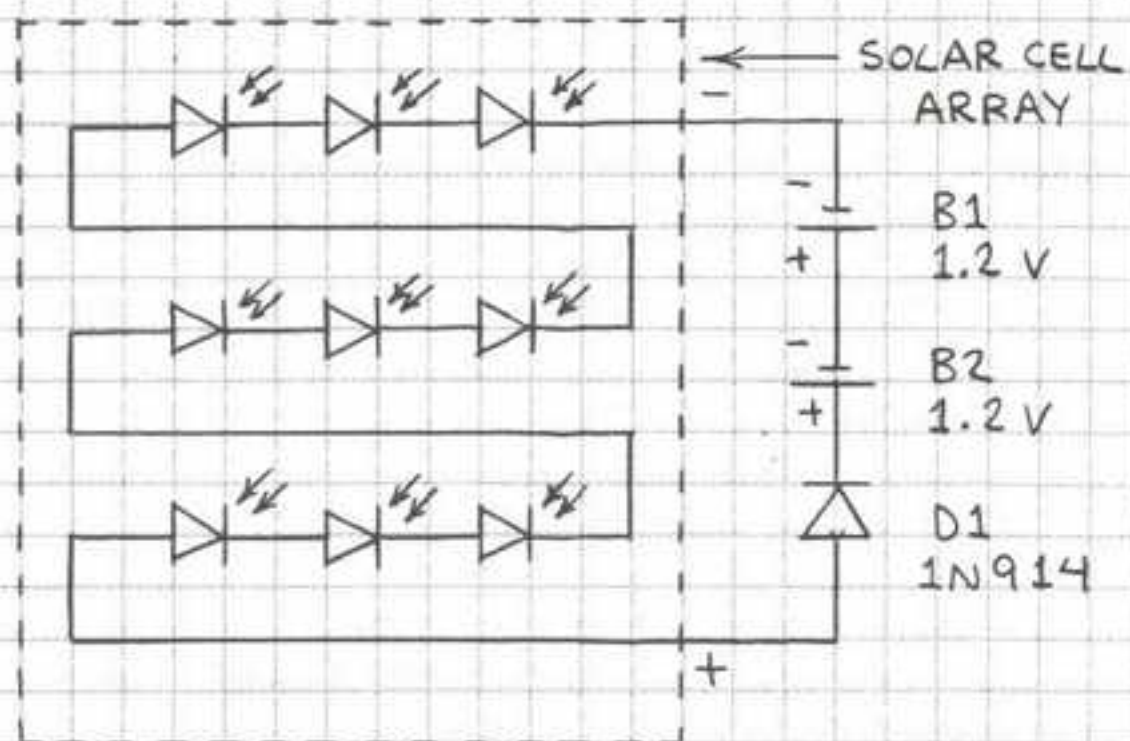 SOLAR CELL
ARRAY
-
-
B1
+
1.2 V
-
B2
+
1.2 V
D1
1N914
+